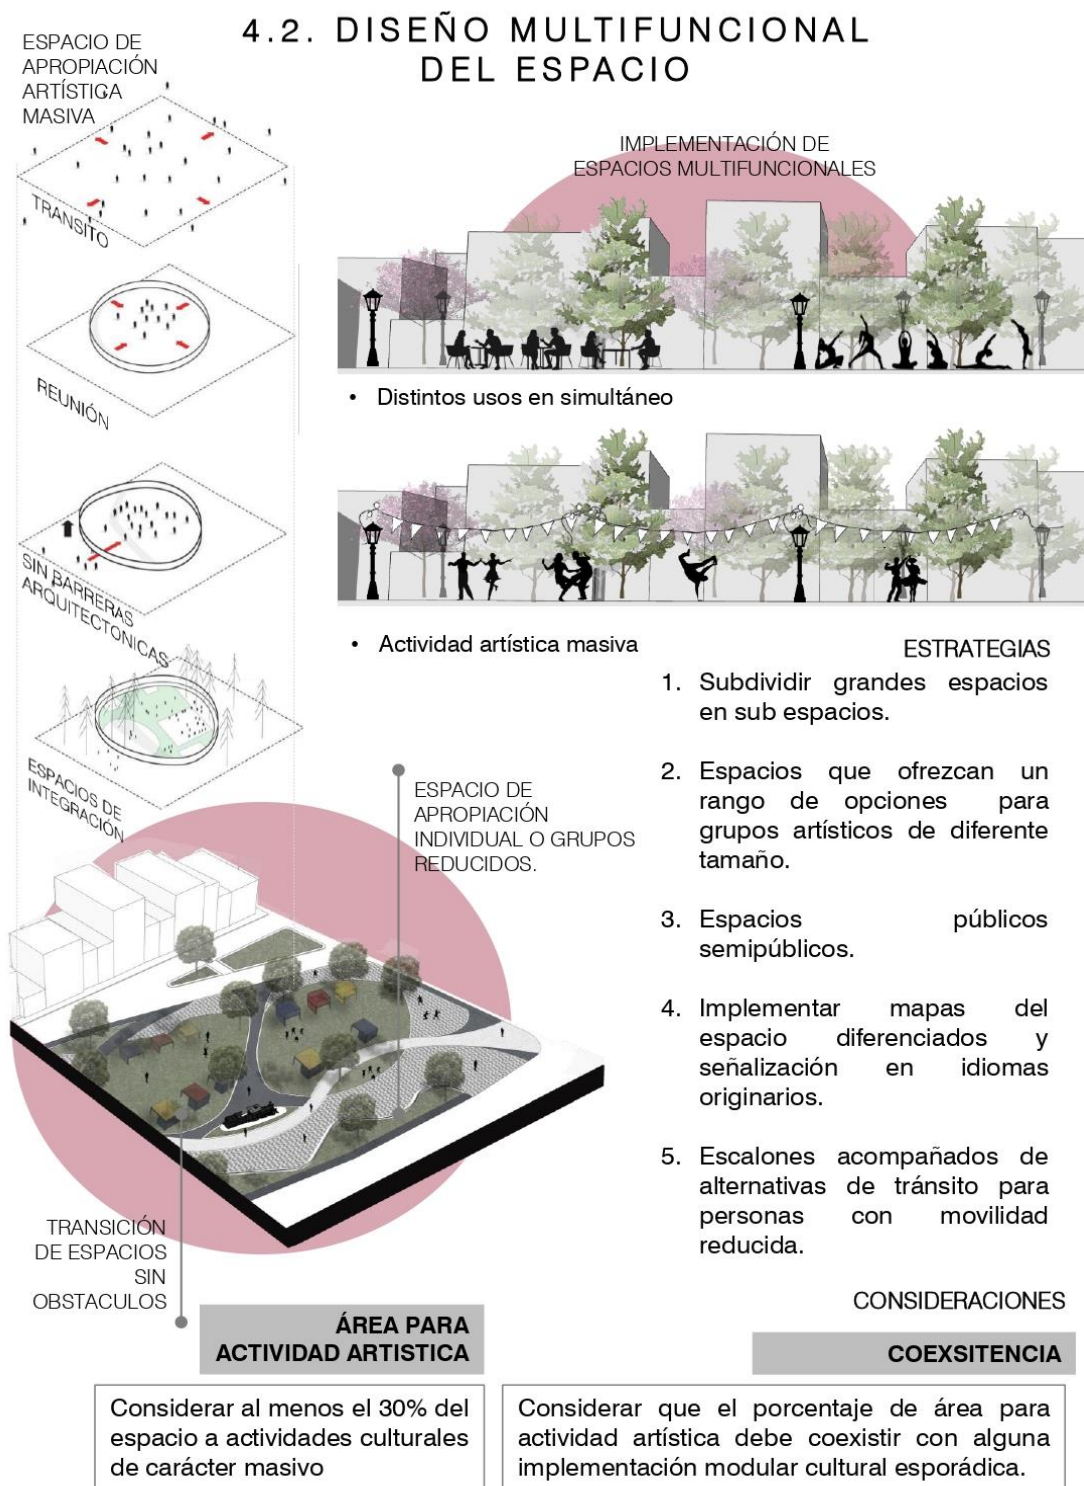 4.2. DISEÑO MULTIFUNCIONAL
DEL ESPACIO
ESPACIO DE
APROPIACIÓN
ARTÍSTICA
MASIVA
TRANSITO
REUNIÓN
SIN BARRERAS
ARQUITECTONICAS
ESPACIOS DE
INTEGRACIÓN
IMPLEMENTACIÓN DE
ESPACIOS MULTIFUNCIONALES
• Distintos usos en simultáneo
• Actividad artística masiva
ESPACIO DE
APROPIACIÓN
INDIVIDUAL O GRUPOS
REDUCIDOS.
TRANSICIÓN
DE ESPACIOS
SIN
OBSTACULOS
ESTRATEGIAS
1. Subdividir grandes espacios
en sub espacios.
2. Espacios que ofrezcan un
rango de opciones para
grupos artísticos de diferente
tamaño.
3. Espacios públicos
semipúblicos.
4. Implementar mapas del
espacio diferenciados y
señalización en idiomas
originarios.
5. Escalones acompañados de
alternativas de tránsito para
personas con movilidad
reducida.
CONSIDERACIONES
ÁREA PARA
ACTIVIDAD ARTISTICA
Considerar al menos el 30% del
espacio a actividades culturales
de carácter masivo
COEXSITENCIA
Considerar que el porcentaje de área para
actividad artística debe coexistir con alguna
implementación modular cultural esporádica.